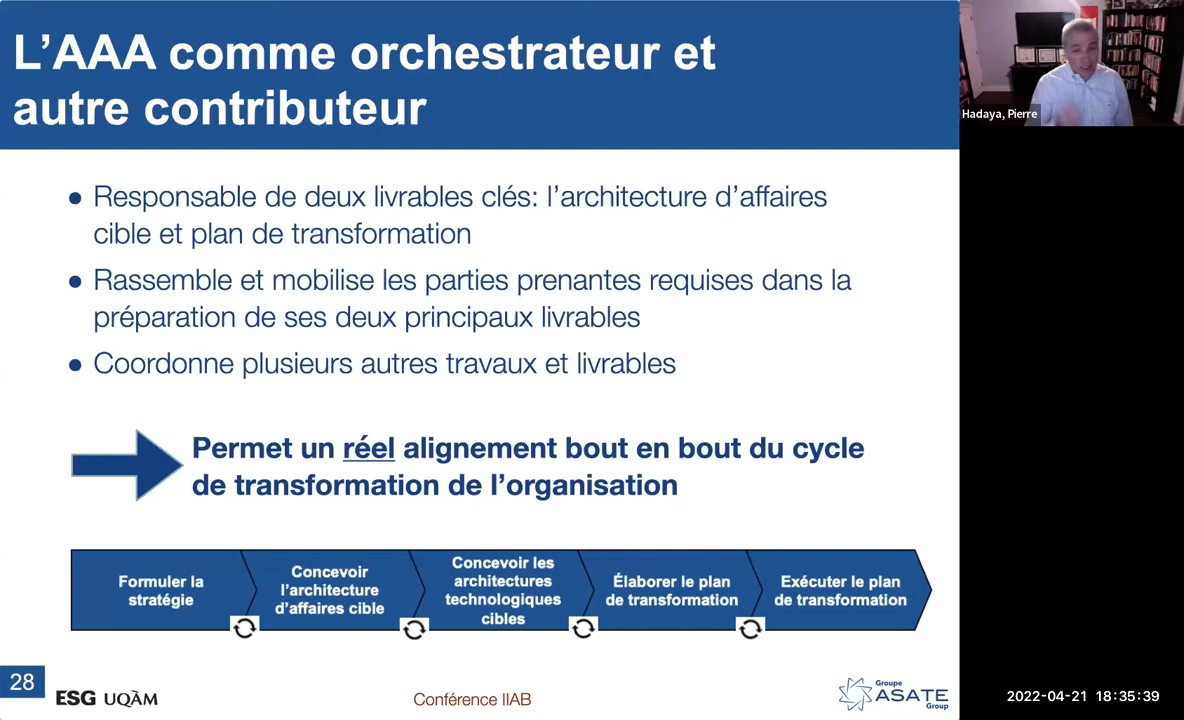 L'AAA comme orchestrateur et
autre contributeur
Hadaya, Pierre
● Responsable de deux livrables clés: l'architecture d'affaires
cible et plan de transformation
● Rassemble et mobilise les parties prenantes requises dans la
préparation de ses deux principaux livrables
● Coordonne plusieurs autres travaux et livrables
Permet un réel alignement bout en bout du cycle
de transformation de l'organisation
Formuler la
stratégie
Concevoir
l'architecture
d'affaires cible
Concevoir les
architectures
technologiques
cibles
Élaborer le plan
de transformation
Exécuter le plan
de transformation
28
ESG UQÀM
Conférence IIAB
Groupe
ASATE
Group
2022-04-21 18:35:39